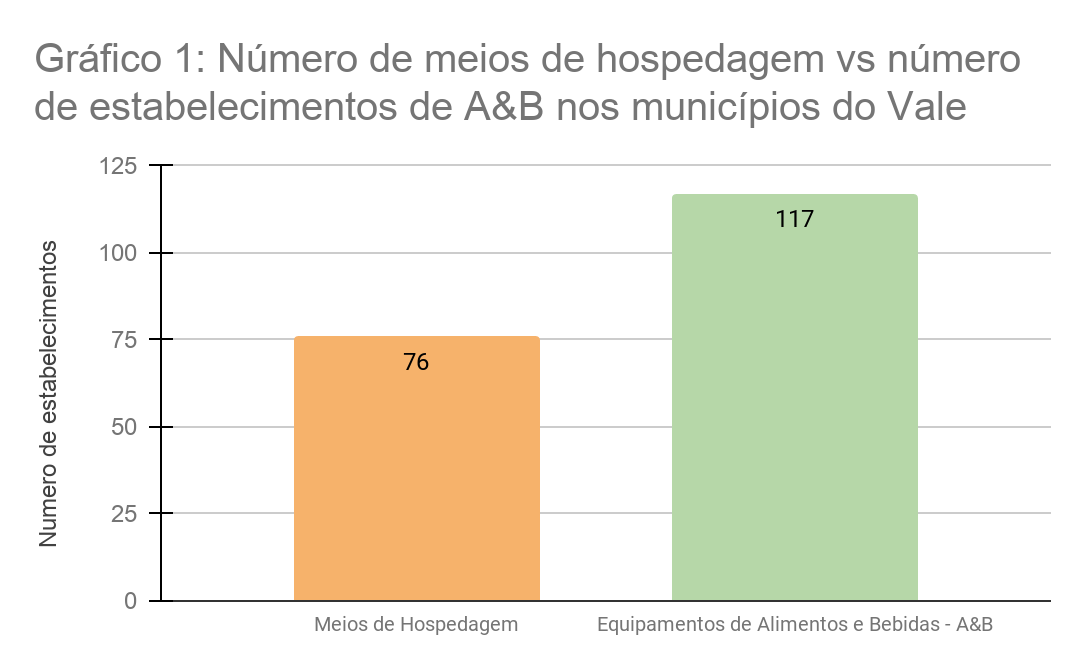 Gráfico 1: Número de meios de hospedagem vs número
de estabelecimentos de A&B nos municípios do Vale
Numero de estabelecimentos
125
100
75
50
25
0
76
117
Meios de Hospedagem
Equipamentos de Alimentos e Bebidas - A&B